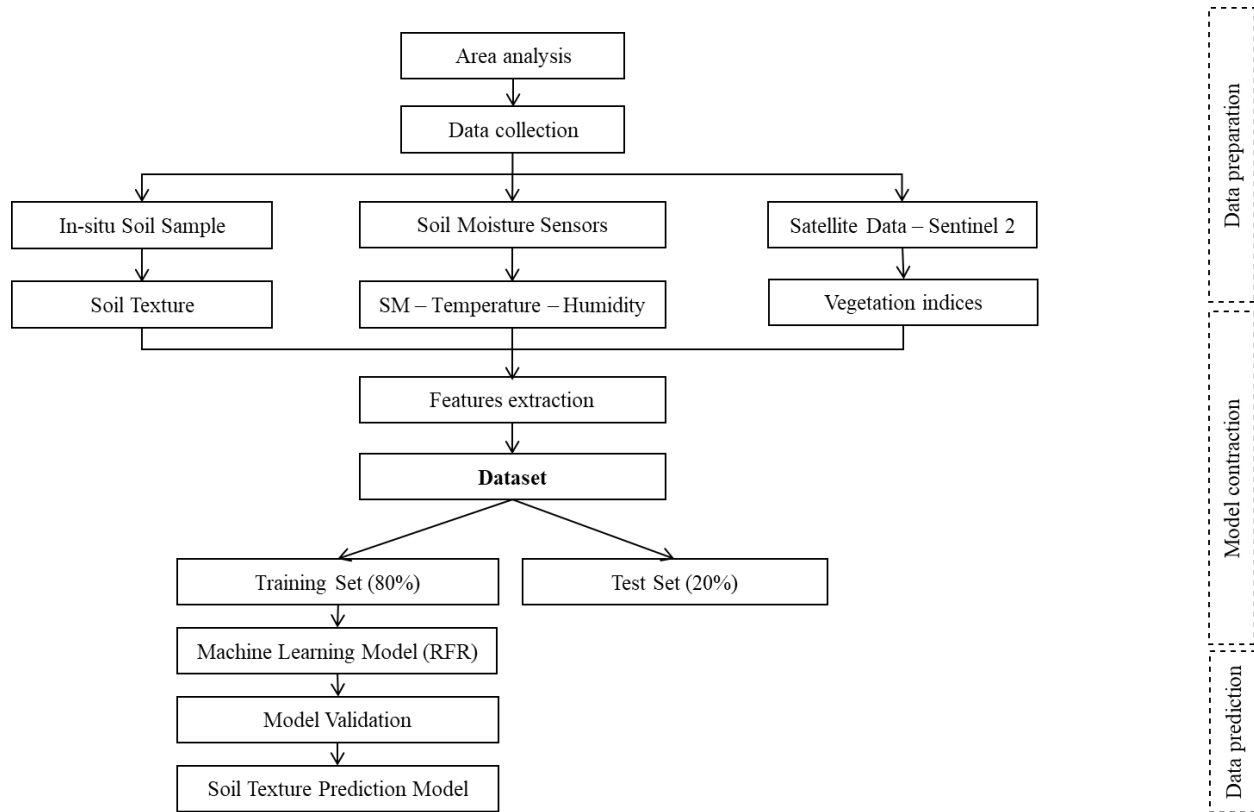 Area analysis
Data collection
In-situ Soil Sample
Soil Moisture Sensors
Satellite Data – Sentinel 2
Soil Texture
SM – Temperature – Humidity
Vegetation indices
Features extraction
Dataset
Training Set (80%)
Test Set (20%)
Machine Learning Model (RFR)
Model Validation
Soil Texture Prediction Model
Data preparation
Model contraction
Data prediction